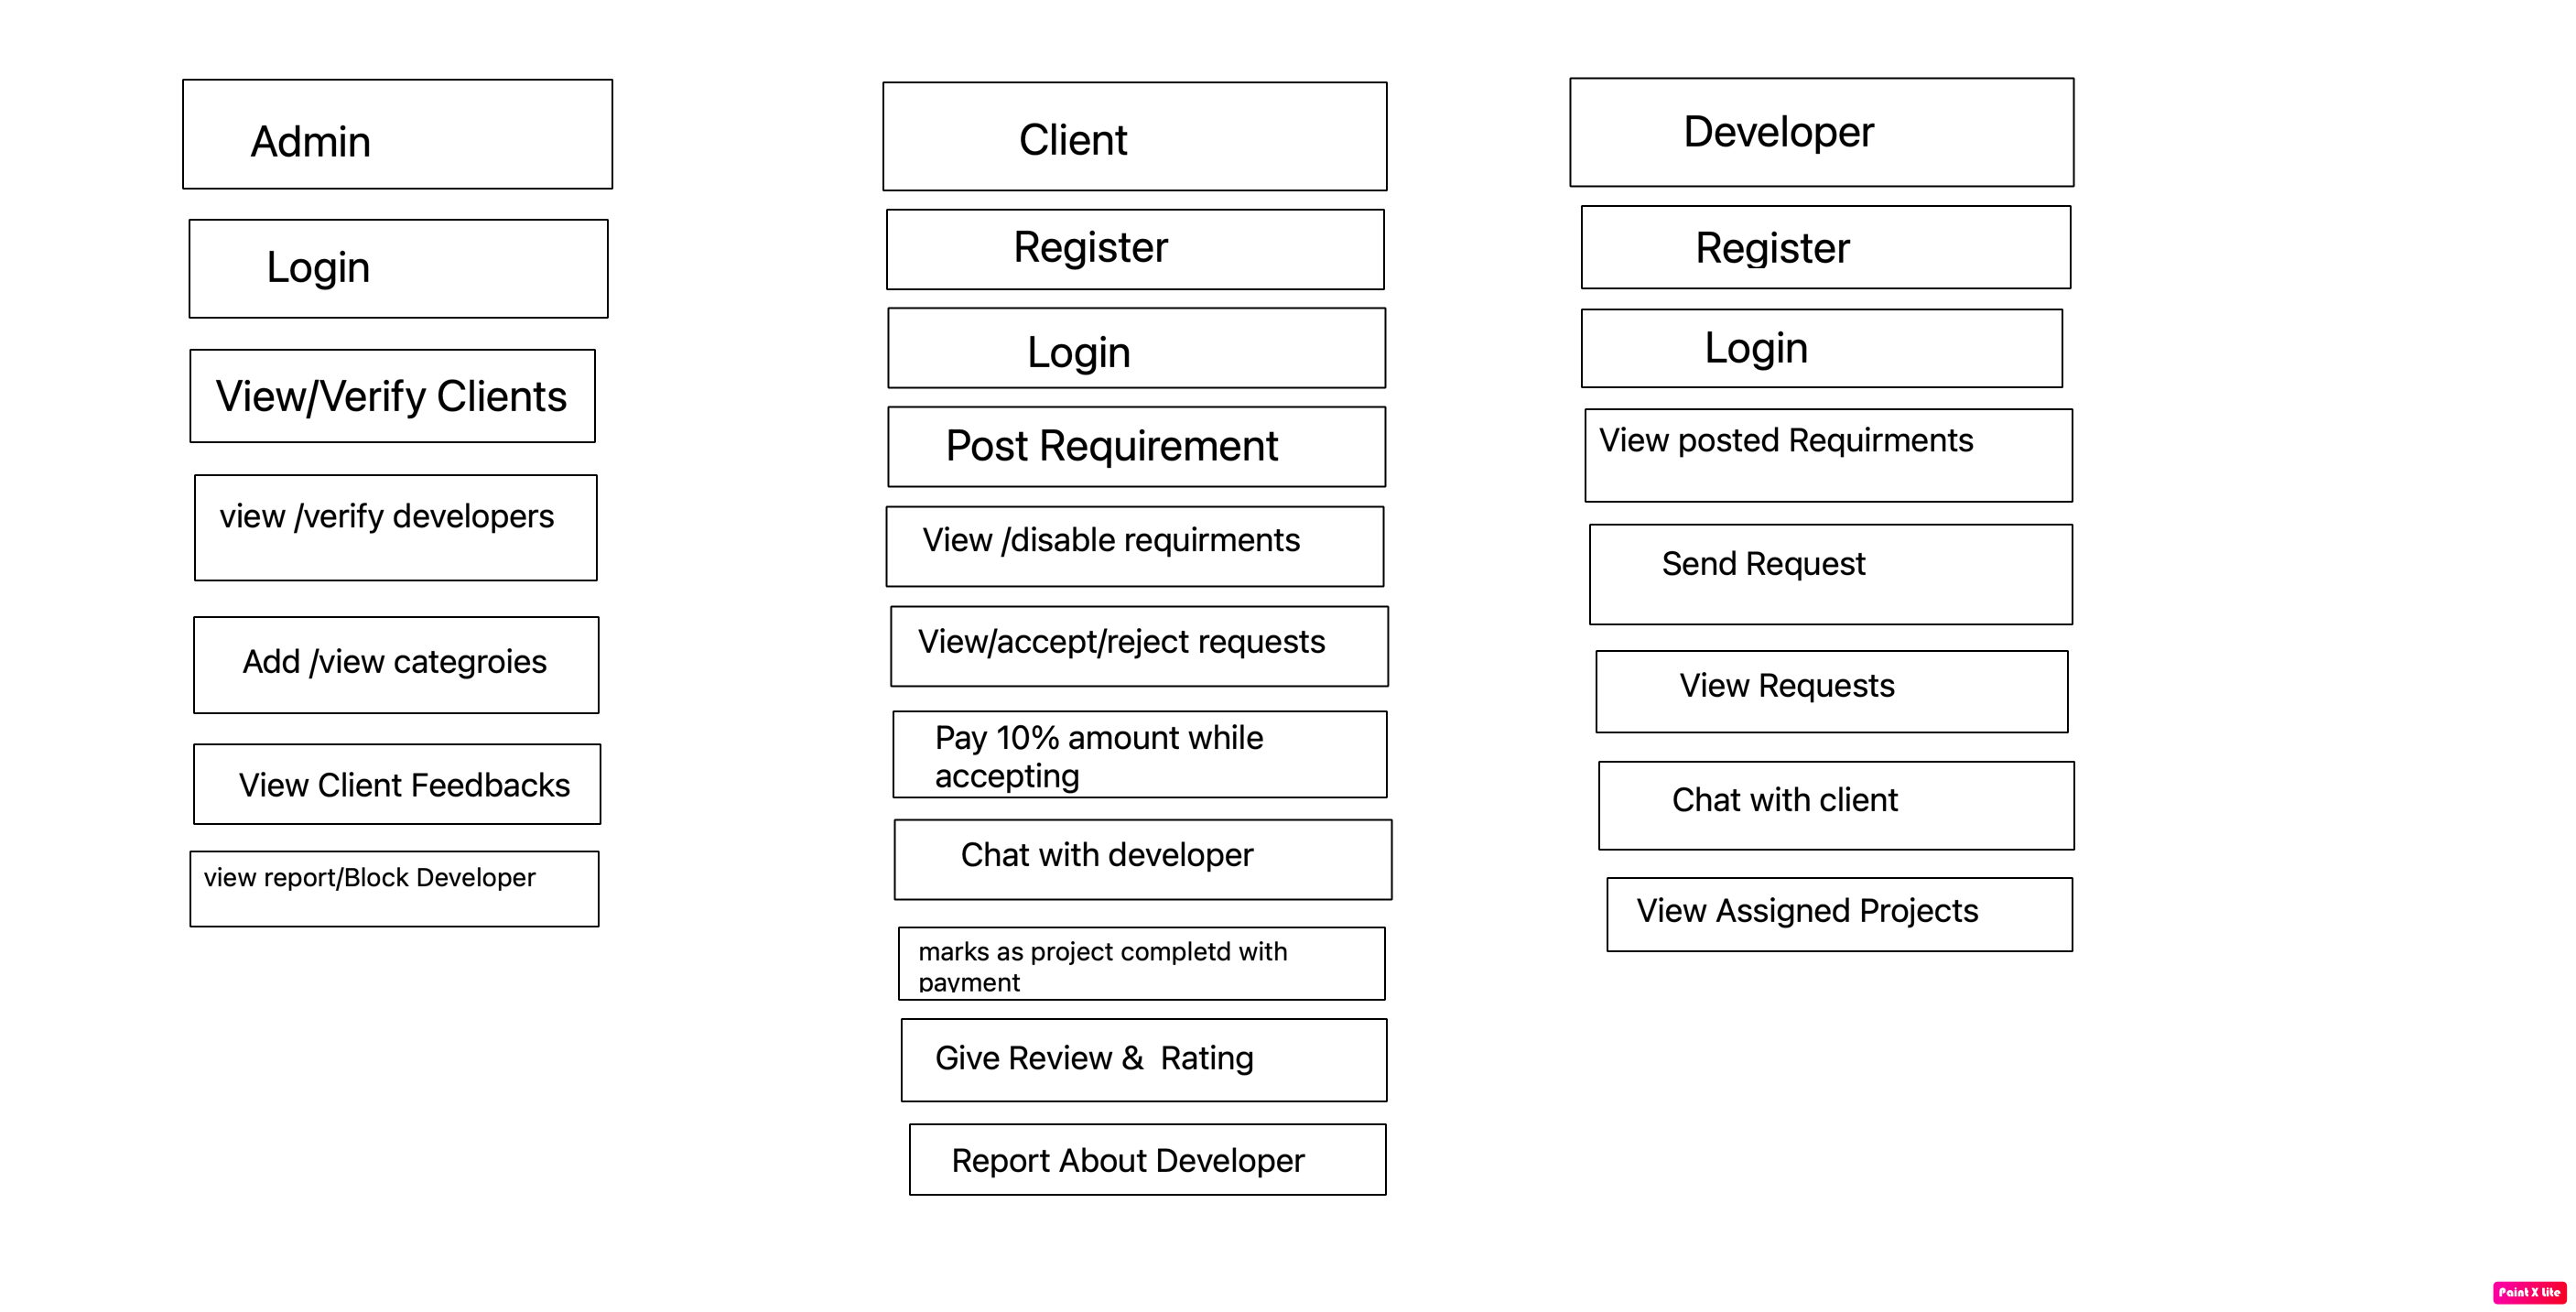 Admin
Login
View/Verify Clients
view /verify developers
Add /view categroies
View Client Feedbacks
view report/Block Developer
Client
Register
Login
Post Requirement
View /disable requirments
View/accept/reject requests
Pay 10% amount while
accepting
Chat with developer
marks as project completd with
payment
Give Review &  Rating
Report About Developer
Developer
Register
Login
View posted Requirments
Send Request
View Requests
Chat with client
View Assigned Projects
Paint X Lite